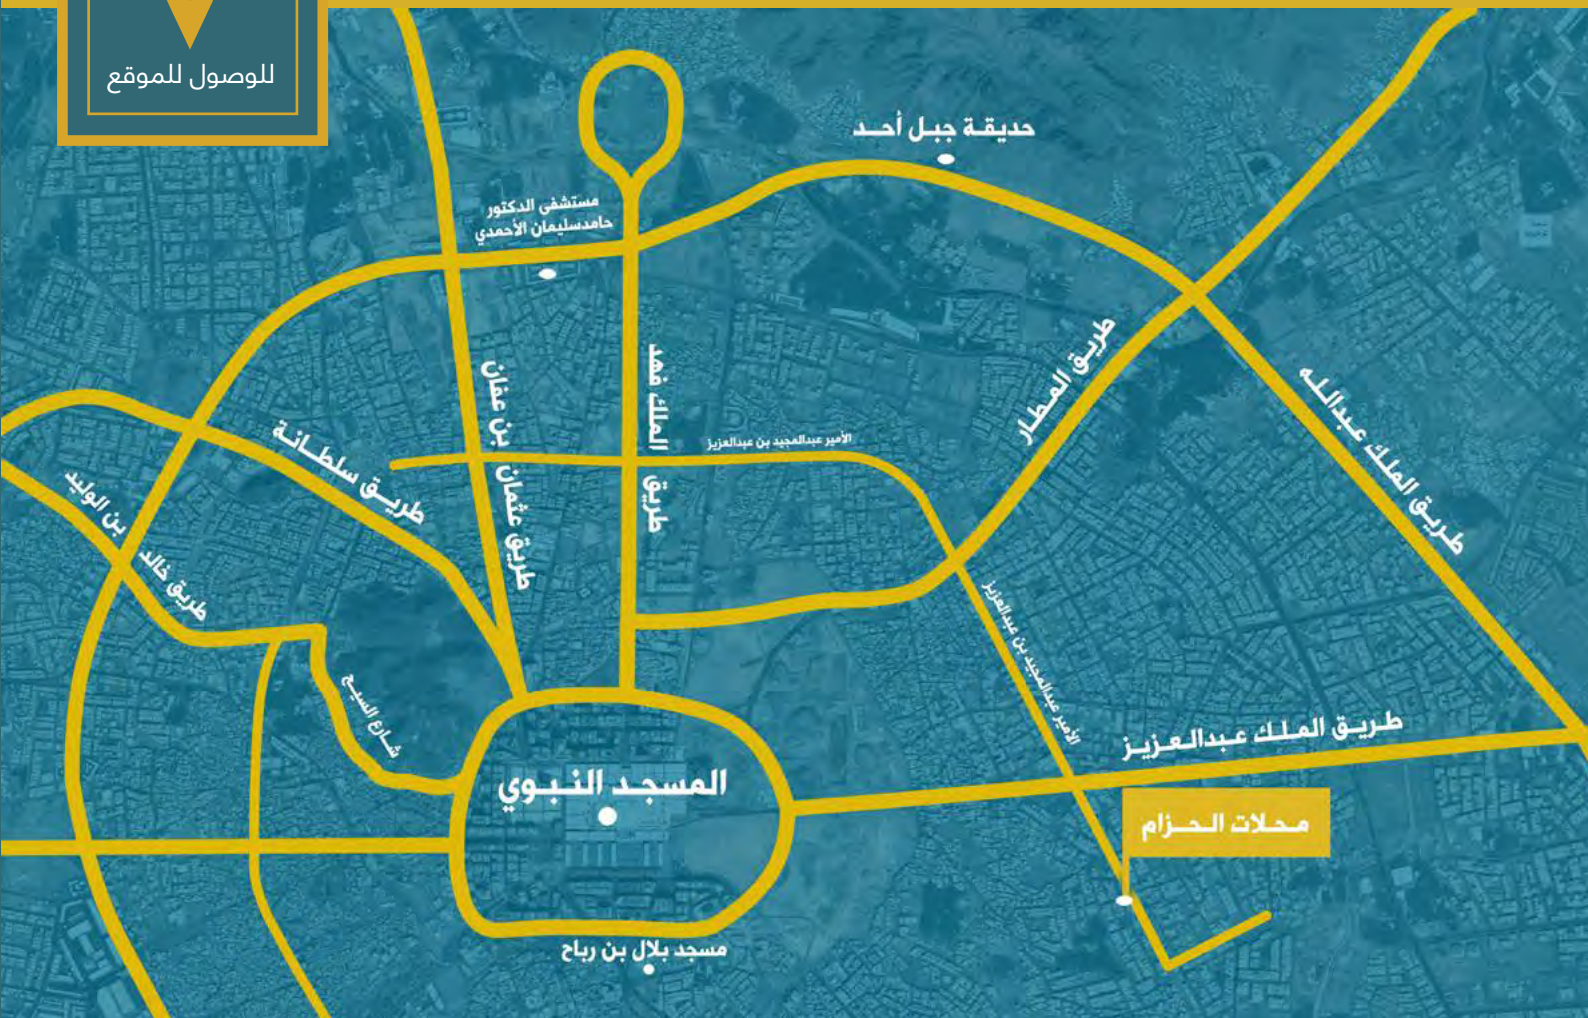 للوصول للموقع
حديقة جبل أحد
مستشفى الدكتور
حامدسليمان الأحمدي
طريق المطار
طريق الملك عبدالله
طريق الملك فهد
طريق عثمان بن عفان
الأمير عبدالمجيد بن عبدالعزيز
طريق سلطانة
طريق خالد بن الوليد
شارع السيح
الأمير عبدالمجيد بن عبدالعزيز
طريق الملك عبدالعزيز
المسجد النبوي
محلات الحزام
مسجد بلال بن رباح